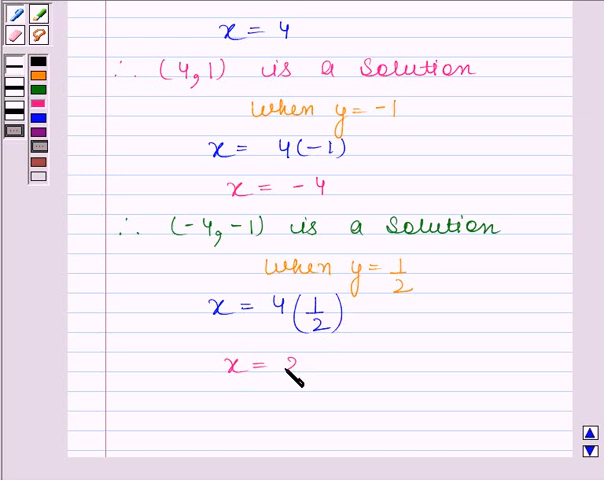 x = 4
∴ (4,1) is a solution
When y = -1
x = 4(-1)
x = -4
∴ (-4,-1) is a solution
When y = 1/2
x = 4(1/2)
x = 2